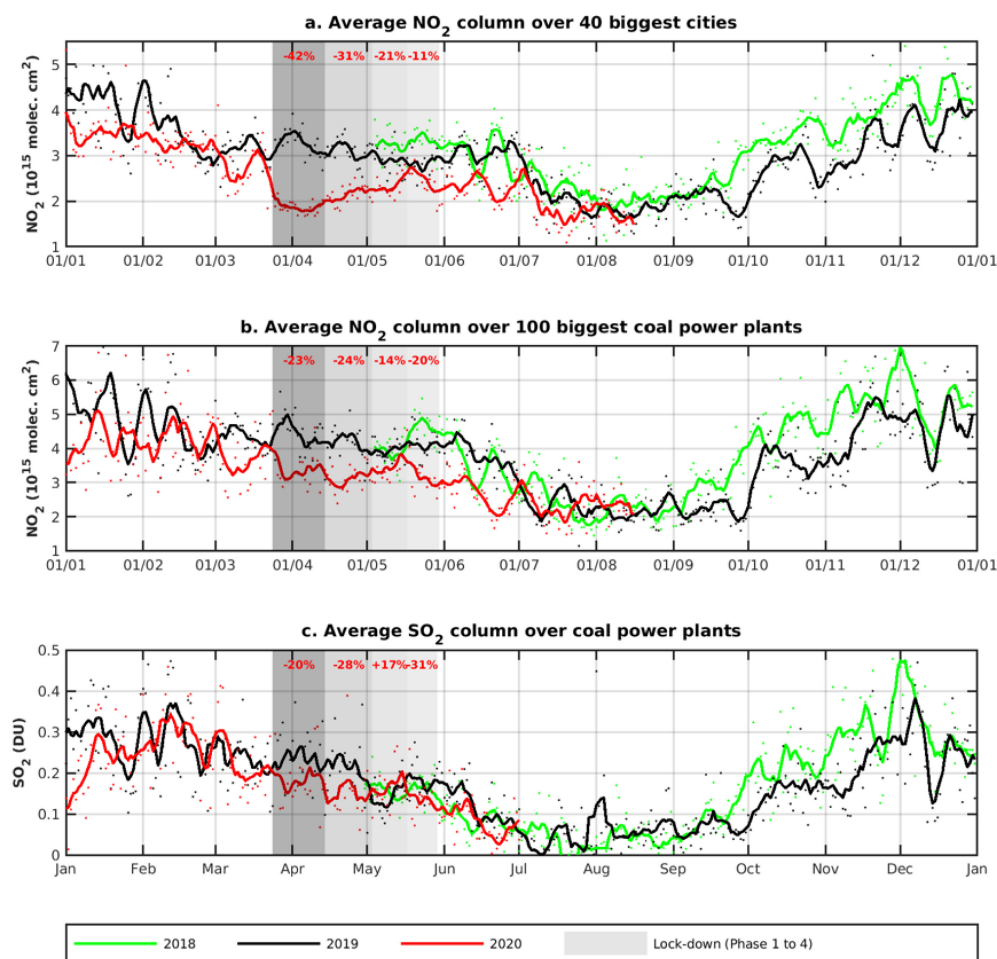 a. Average NO2 column over 40 biggest cities
-42% -31% -21% -11%
NO2 (10^15 molec. cm^2)
5
4
3
2
1
01/01 01/02 01/03 01/04 01/05 01/06 01/07 01/08 01/09 01/10 01/11 01/12 01/01
b. Average NO2 column over 100 biggest coal power plants
-23% -24% -14% -20%
NO2 (10^15 molec. cm^2)
7
6
5
4
3
2
1
01/01 01/02 01/03 01/04 01/05 01/06 01/07 01/08 01/09 01/10 01/11 01/12 01/01
c. Average SO2 column over coal power plants
-20% -28% +17% -31%
SO2 (DU)
0.5
0.4
0.3
0.2
0.1
0
Jan Feb Mar Apr May Jun Jul Aug Sep Oct Nov Dec Jan
2018 2019 2020 Lock-down (Phase 1 to 4)